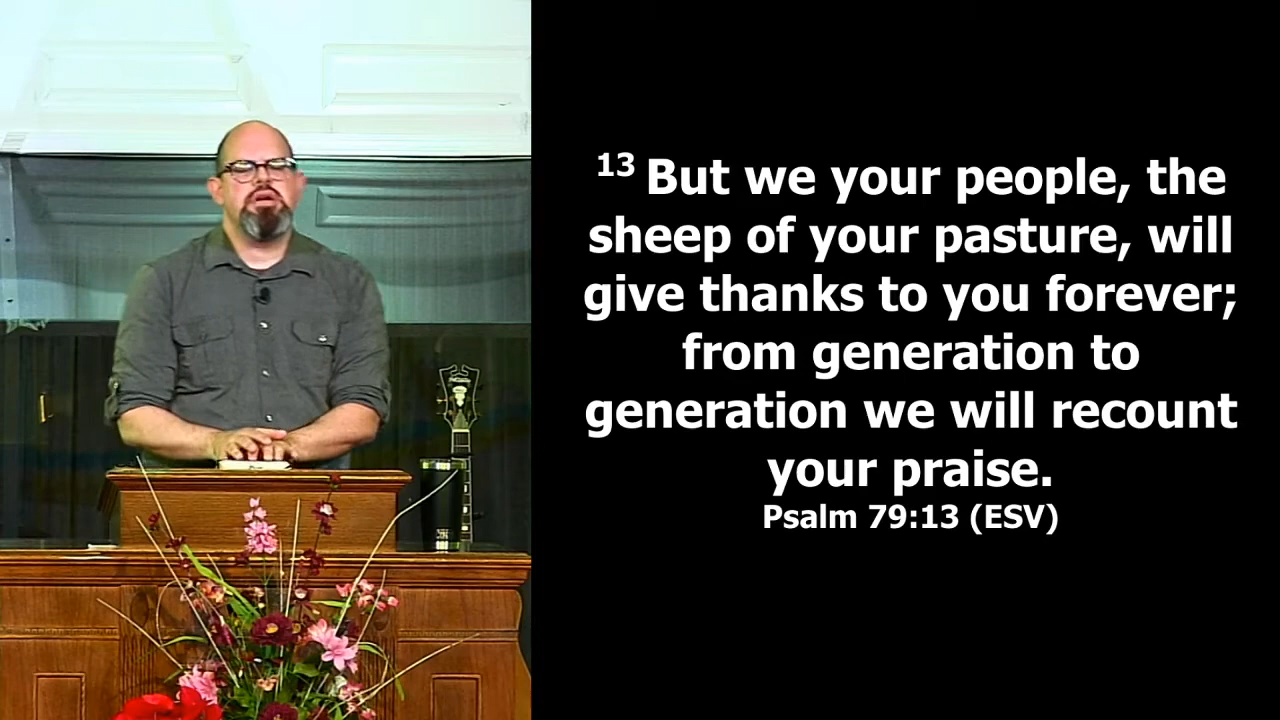 13 But we your people, the
sheep of your pasture, will
give thanks to you forever;
from generation to
generation we will recount
your praise.
Psalm 79:13 (ESV)